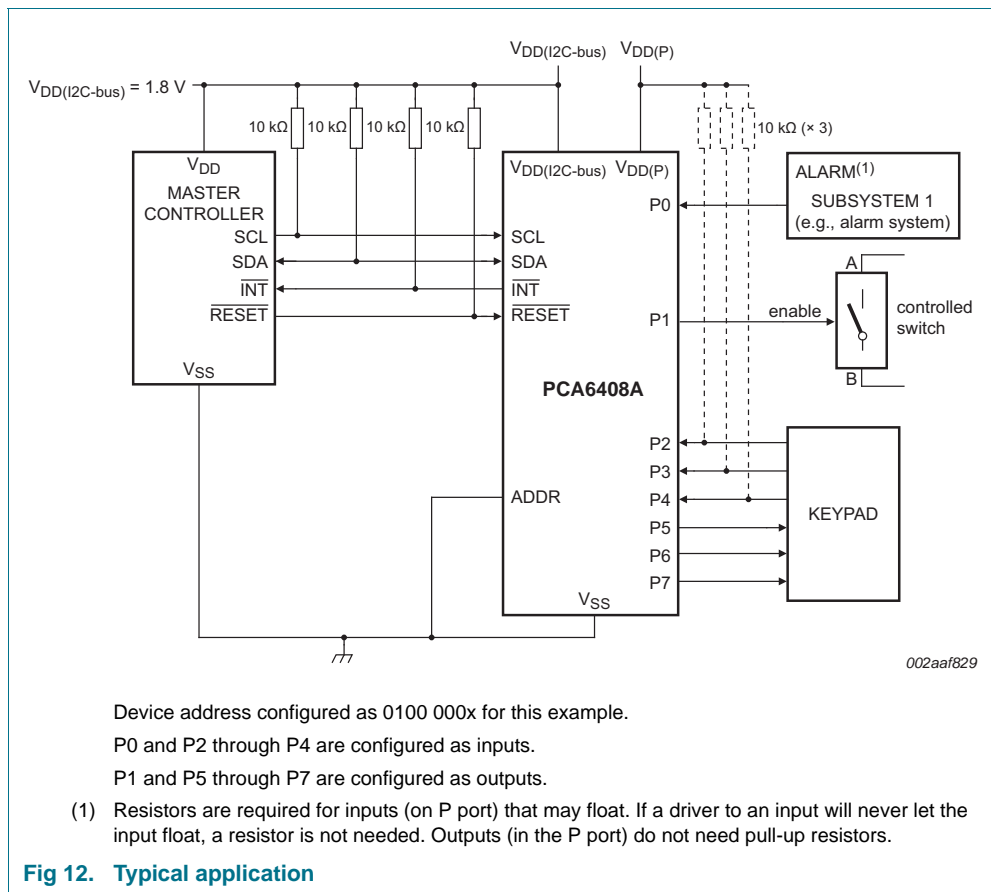 VDD(I2C-bus) VDD(P)
VDD(I2C-bus) = 1.8 V
10 kΩ 10 kΩ 10 kΩ 10 kΩ
10 kΩ (× 3)
VDD
MASTER
CONTROLLER
SCL
SDA
INT
RESET
VSS
VDD(I2C-bus) VDD(P)
SCL
SDA
INT
RESET
PCA6408A
ADDR
VSS
P0
P1
P2
P3
P4
P5
P6
P7
ALARM(1)
SUBSYSTEM 1
(e.g., alarm system)
A
enable
controlled
switch
B
KEYPAD
002aaf829
Device address configured as 0100 000x for this example.
P0 and P2 through P4 are configured as inputs.
P1 and P5 through P7 are configured as outputs.
(1) Resistors are required for inputs (on P port) that may float. If a driver to an input will never let the
input float, a resistor is not needed. Outputs (in the P port) do not need pull-up resistors.
Fig 12. Typical application